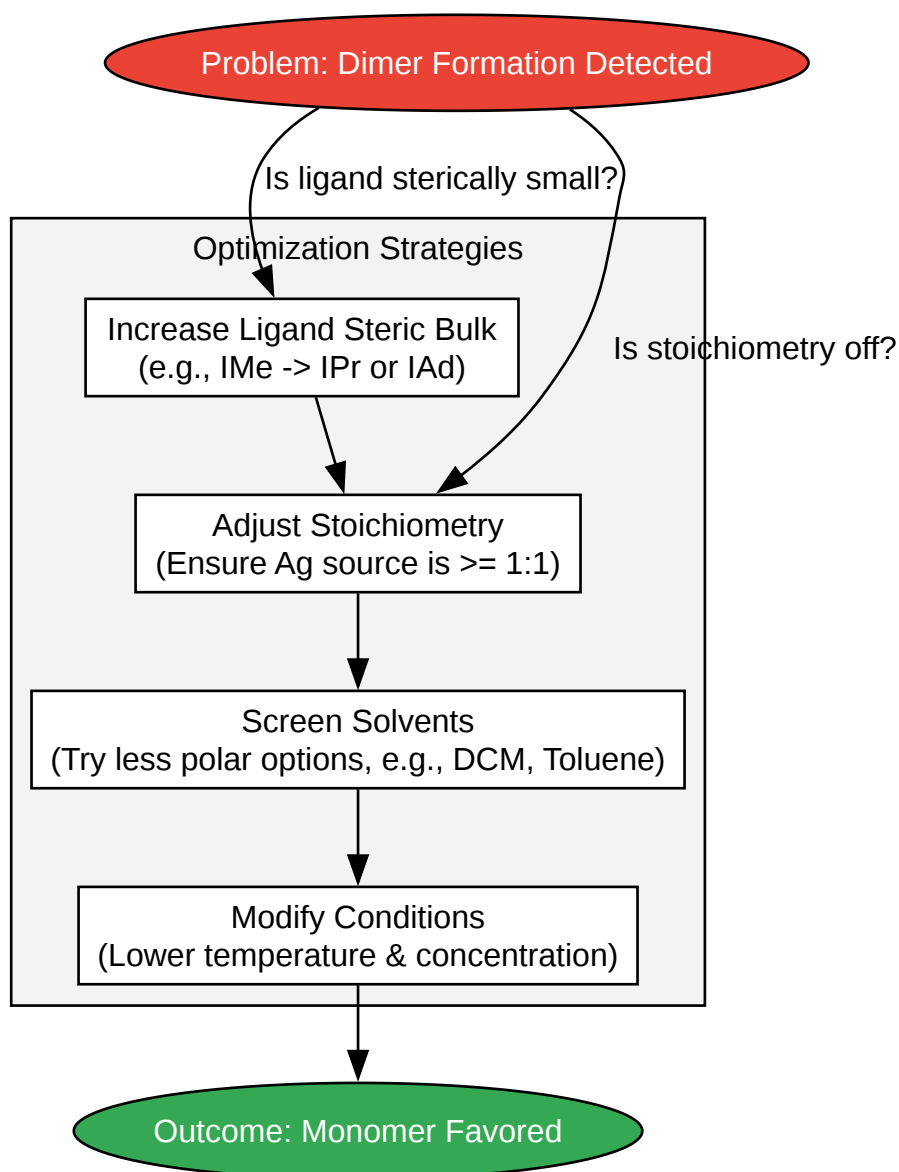 Problem: Dimer Formation Detected
Is ligand sterically small?
Optimization Strategies
Increase Ligand Steric Bulk
(e.g., IMe -> IPr or IAd)
Is stoichiometry off?
Adjust Stoichiometry
(Ensure Ag source is >= 1:1)
Screen Solvents
(Try less polar options, e.g., DCM, Toluene)
Modify Conditions
(Lower temperature & concentration)
Outcome: Monomer Favored